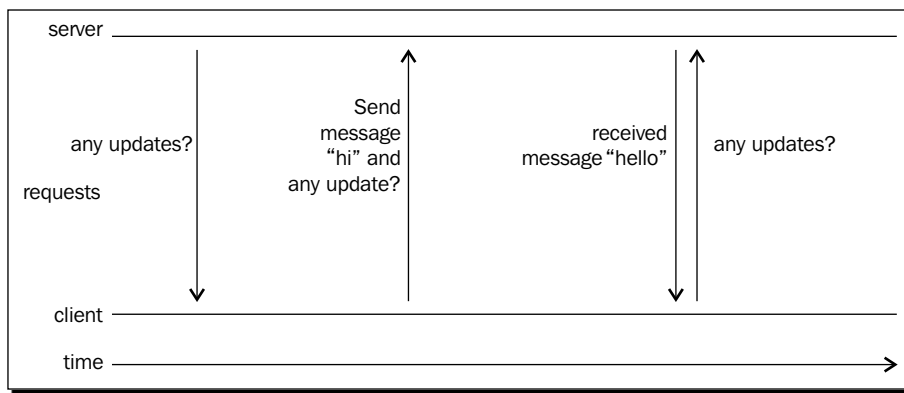 server
any updates?
Send
message
“hi” and
any update?
received
message “hello”
any updates?
requests
client
time